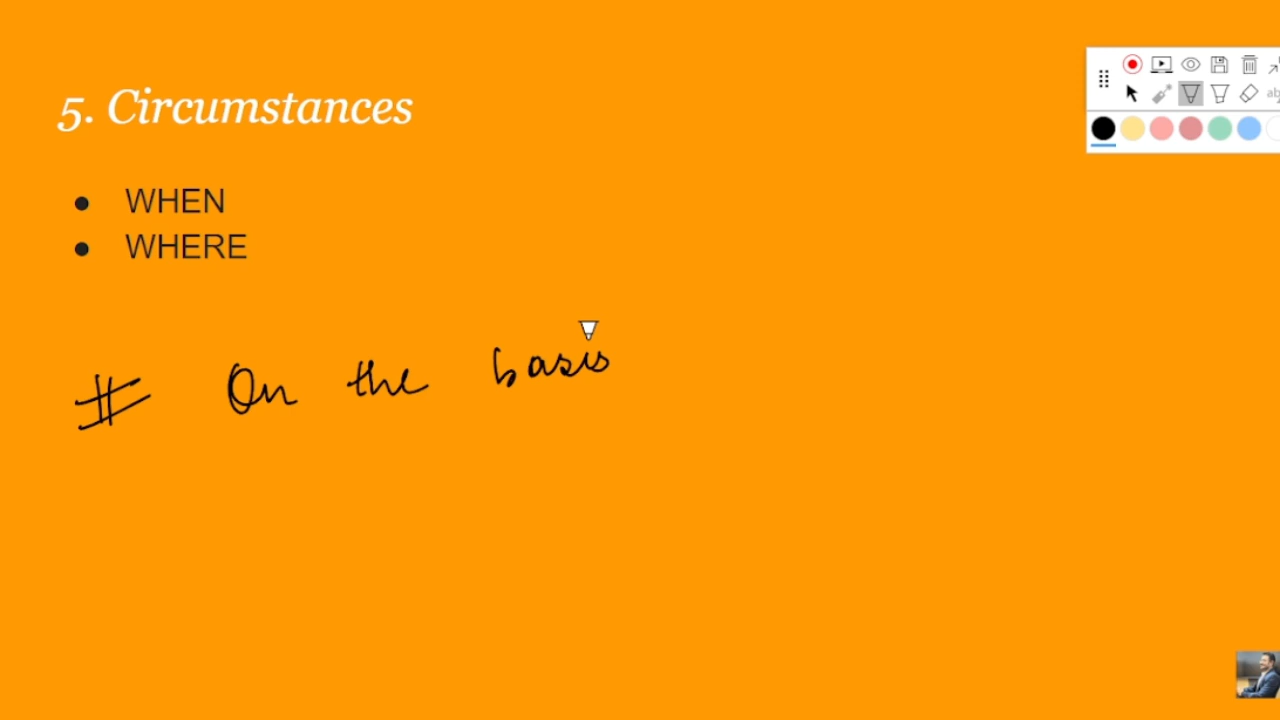 5. Circumstances
● WHEN
● WHERE
# On the basis